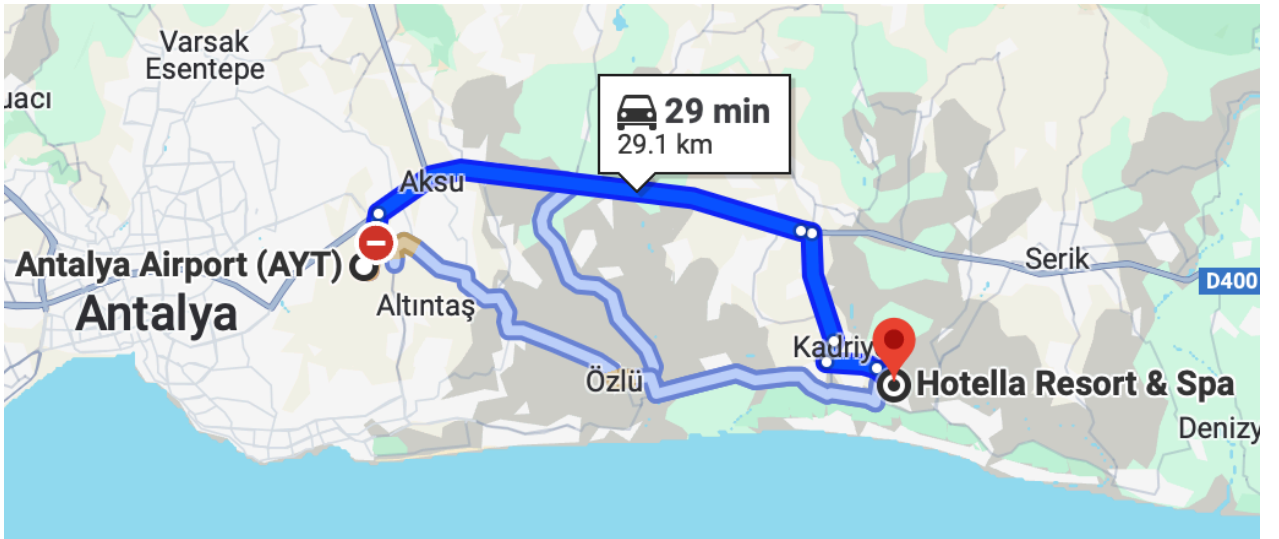 Varsak
Esentepe
uacı
29 min
29.1 km
Aksu
Antalya Airport (AYT)
Antalya
Altıntaş
Serik
D400
Kadriy
Özlü
Hotella Resort & Spa
Denizy